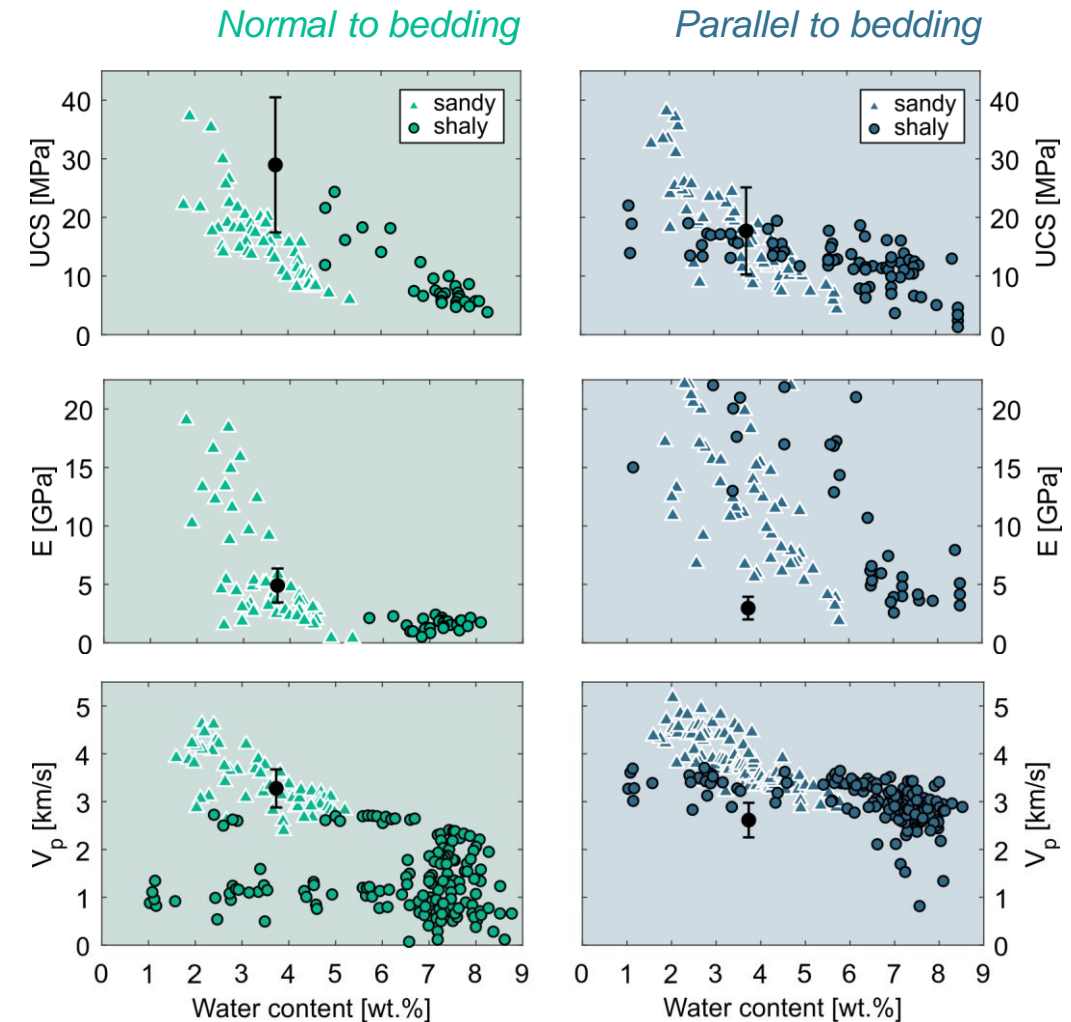 Normal to bedding
Parallel to bedding
40
30
20
10
0
UCS [MPa]
sandy
shaly
sandy
shaly
40
30
20
10
0
UCS [MPa]
20
15
10
5
0
E [GPa]
20
15
10
5
0
E [GPa]
5
4
3
2
1
0
Vp [km/s]
5
4
3
2
1
0
Vp [km/s]
0 1 2 3 4 5 6 7 8 9
Water content [wt.%]
0 1 2 3 4 5 6 7 8 9
Water content [wt.%]